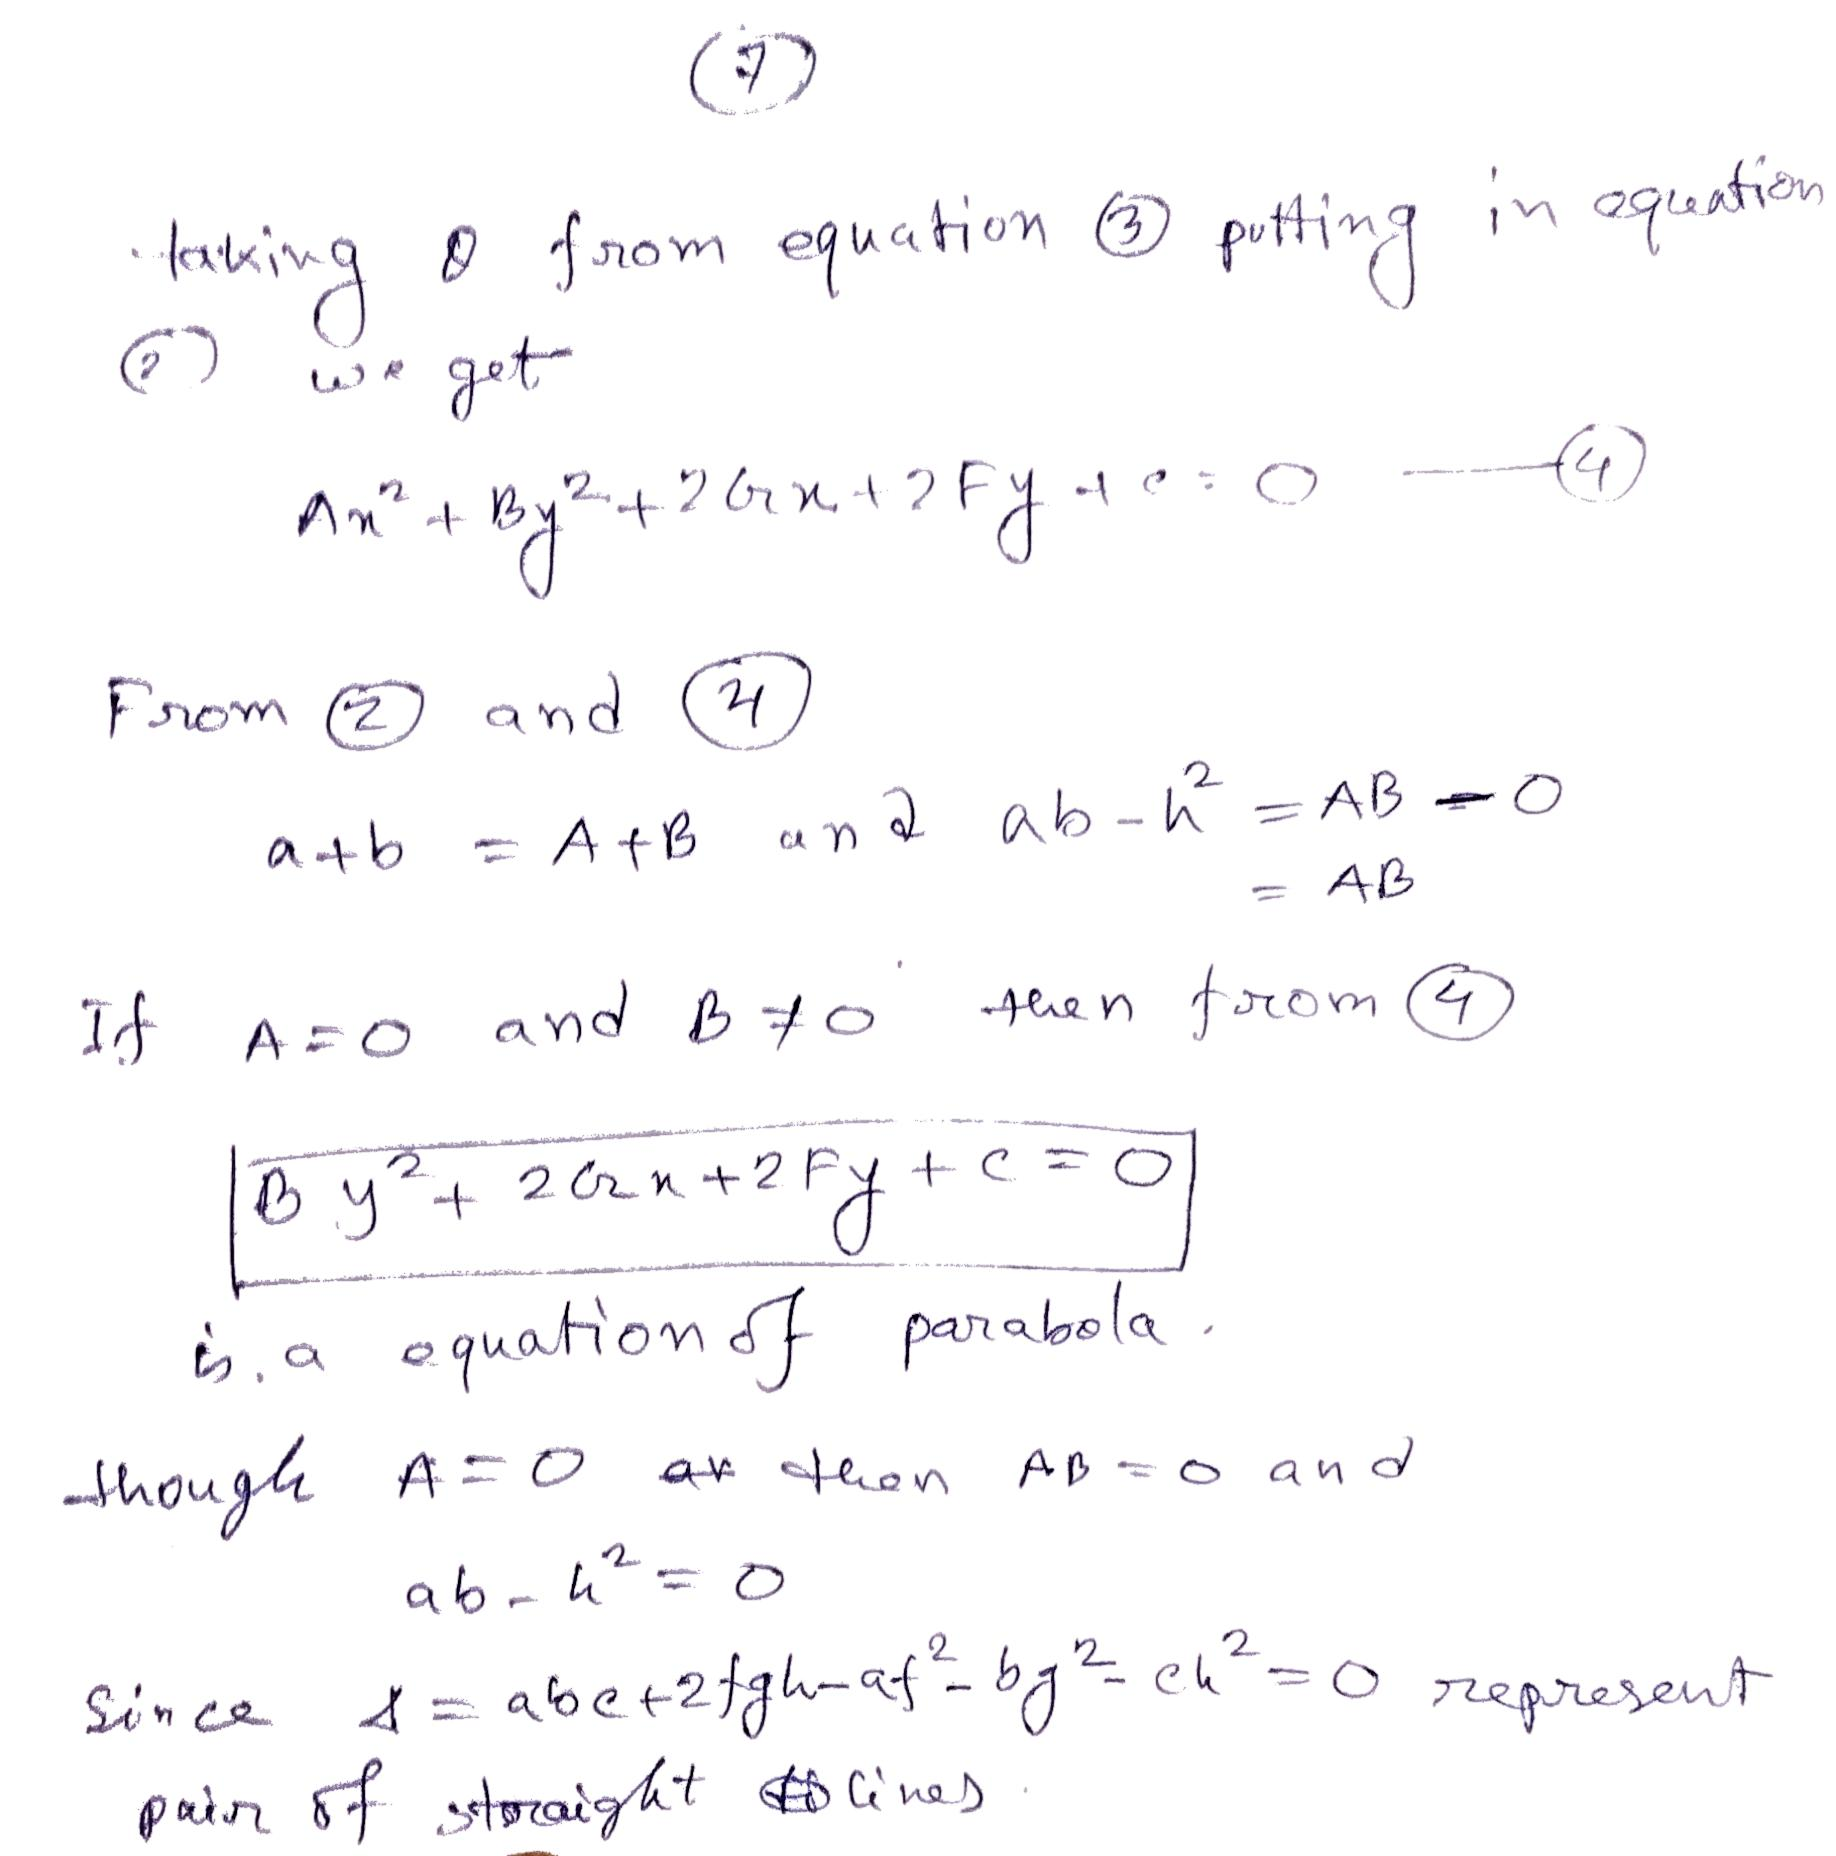 (7)
taking θ from equation (3) putting in equation
(2) we get
Ax² + By² + 2Gx + 2Fy + c = 0 —— (4)
From (2) and (4)
a+b = A+B and ab-h² = AB - 0
= AB
If A=0 and B≠0 then from (4)
By² + 2Gx + 2Fy + c = 0
is a equation of parabola.
though A=0 then AB=0 and
ab-h²=0
Since Δ = abc+2fgh-af²-bg²-ch²=0 represent
pair of straight lines.